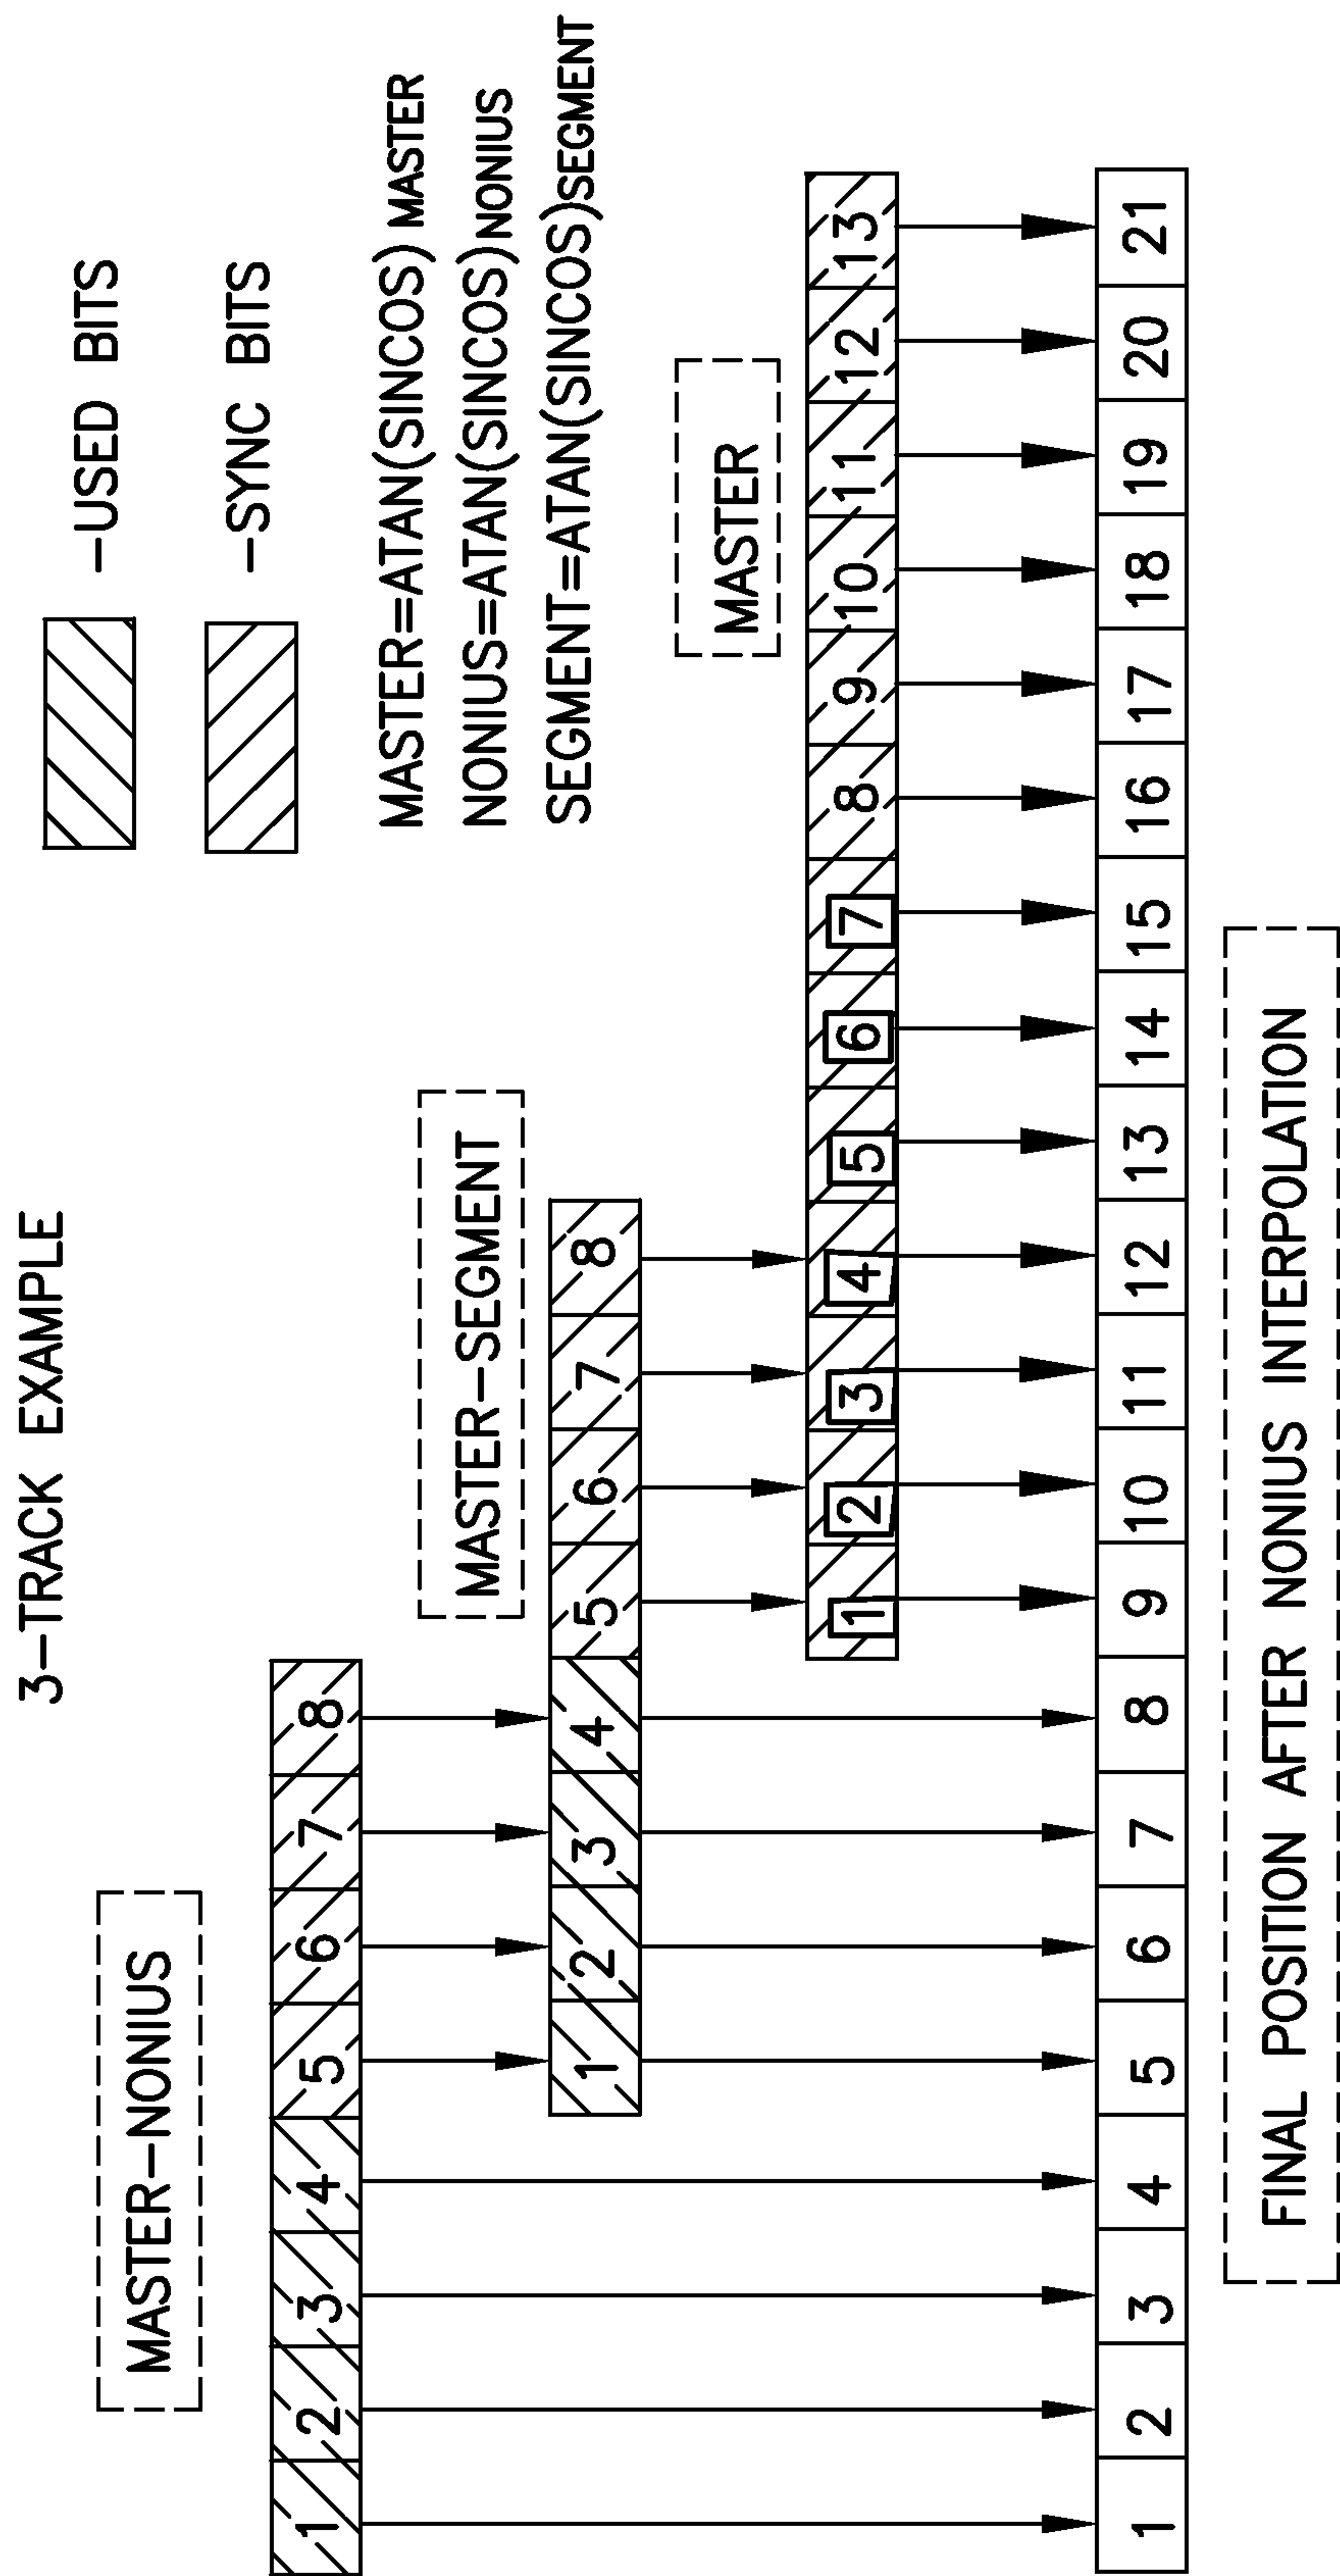 3-TRACK EXAMPLE
-USED BITS
-SYNC BITS
MASTER=ATAN(SINCOS)MASTER
NONIUS=ATAN(SINCOS)NONIUS
SEGMENT=ATAN(SINCOS)SEGMENT
MASTER-NONIUS
1 2 3 4 5 6 7 8
MASTER-SEGMENT
1 2 3 4 5 6 7 8
MASTER
1 2 3 4 5 6 7 8 9 10 11 12 13
1 2 3 4 5 6 7 8 9 10 11 12 13 14 15 16 17 18 19 20 21
FINAL POSITION AFTER NONIUS INTERPOLATION